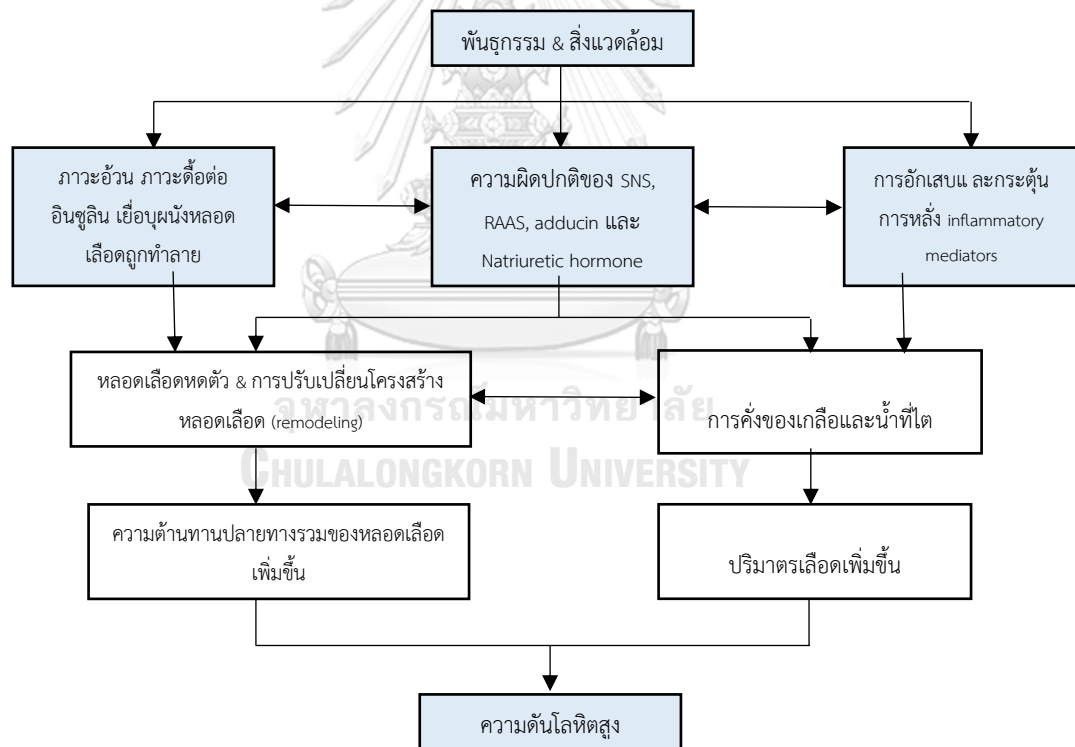 พันธุกรรม & สิ่งแวดล้อม
ภาวะอ้วน ภาวะดื้อต่อ
อินซูลิน เยื่อบุผนังหลอด
เลือดถูกทำลาย
ความผิดปกติของ SNS,
RAAS, adducin และ
Natriuretic hormone
การอักเสบแ ละกระตุ้น
การหลั่ง inflammatory
mediators
หลอดเลือดหดตัว & การปรับเปลี่ยนโครงสร้าง
หลอดเลือด (remodeling)
การคั่งของเกลือและน้ำที่ไต
จุฬาลงกรณ์มหาวิทยาลัย
CHULALONGKORN UNIVERSITY
ความต้านทานปลายทางรวมของหลอดเลือด
เพิ่มขึ้น
ปริมาตรเลือดเพิ่มขึ้น
ความดันโลหิตสูง